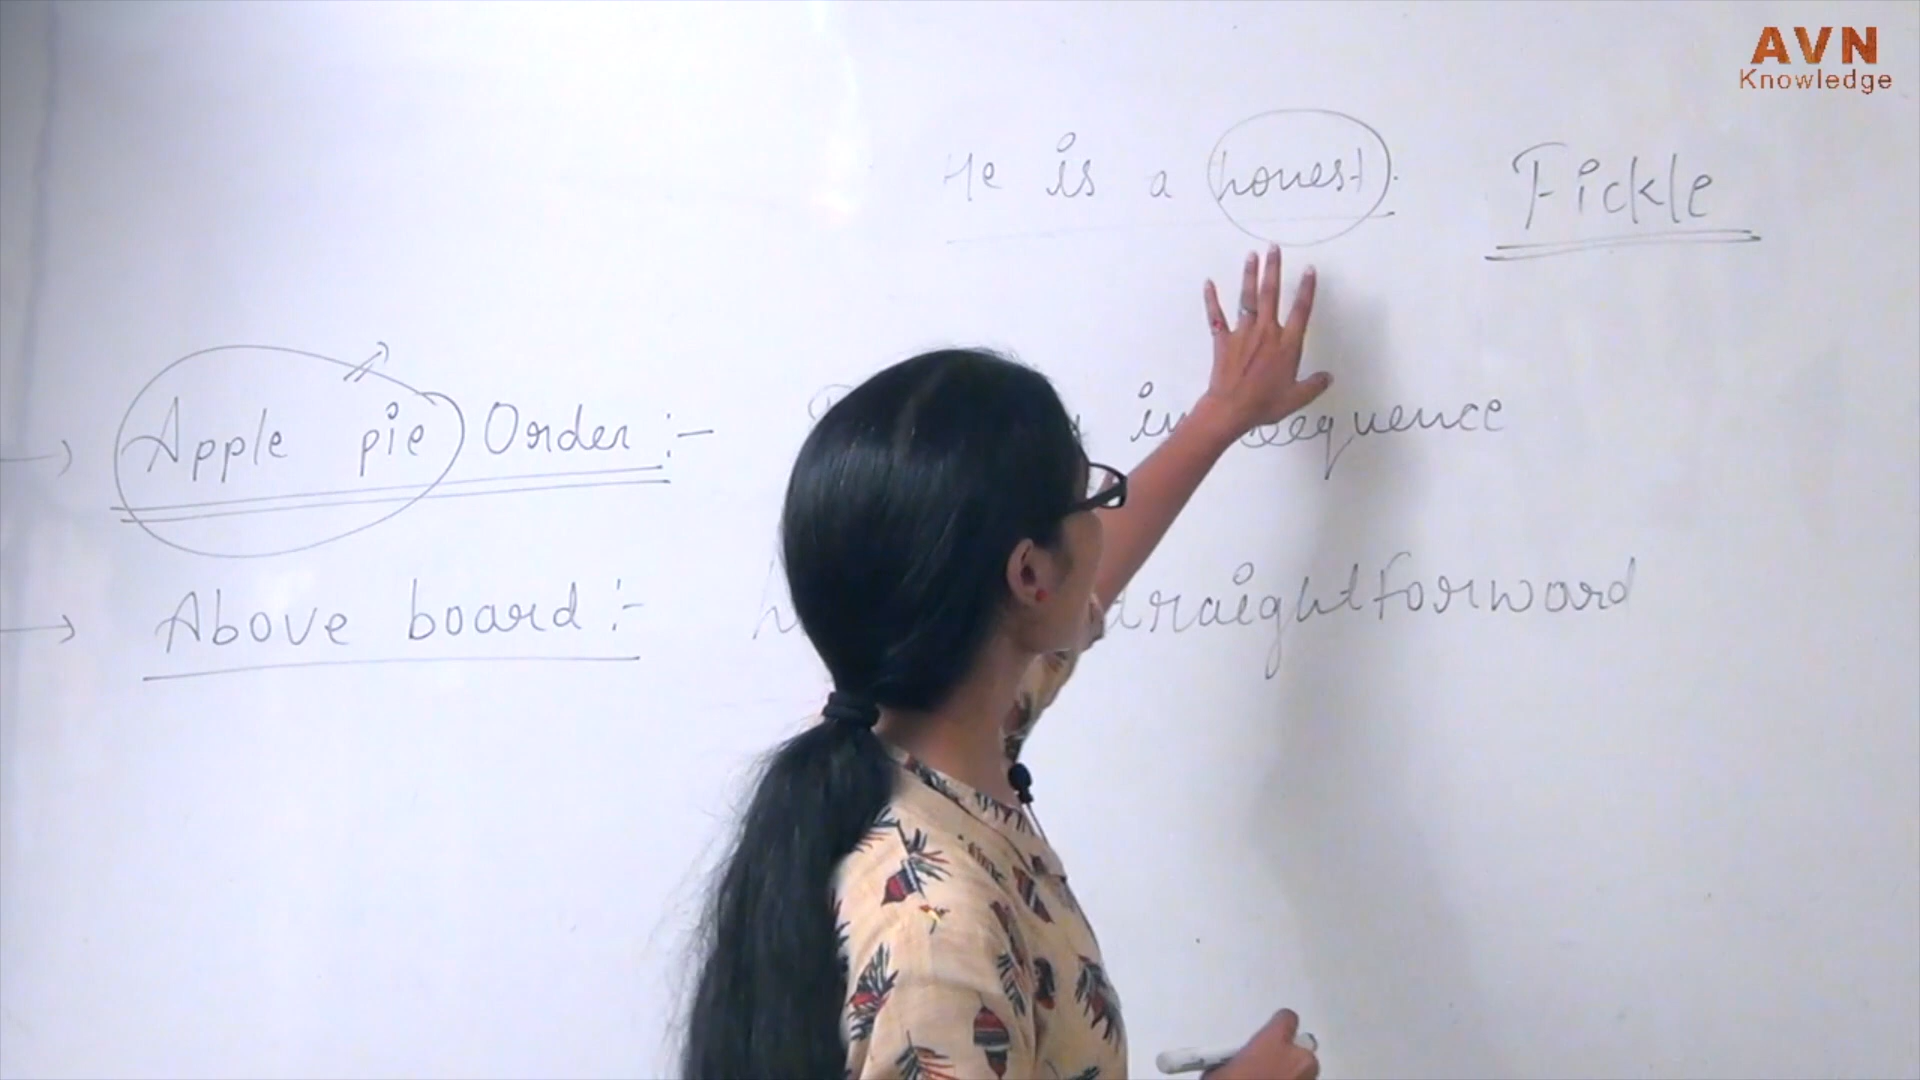 AVN
Knowledge
He is a honest.
Fickle
Apple pie Order :- in sequence
Above board :- straightforward